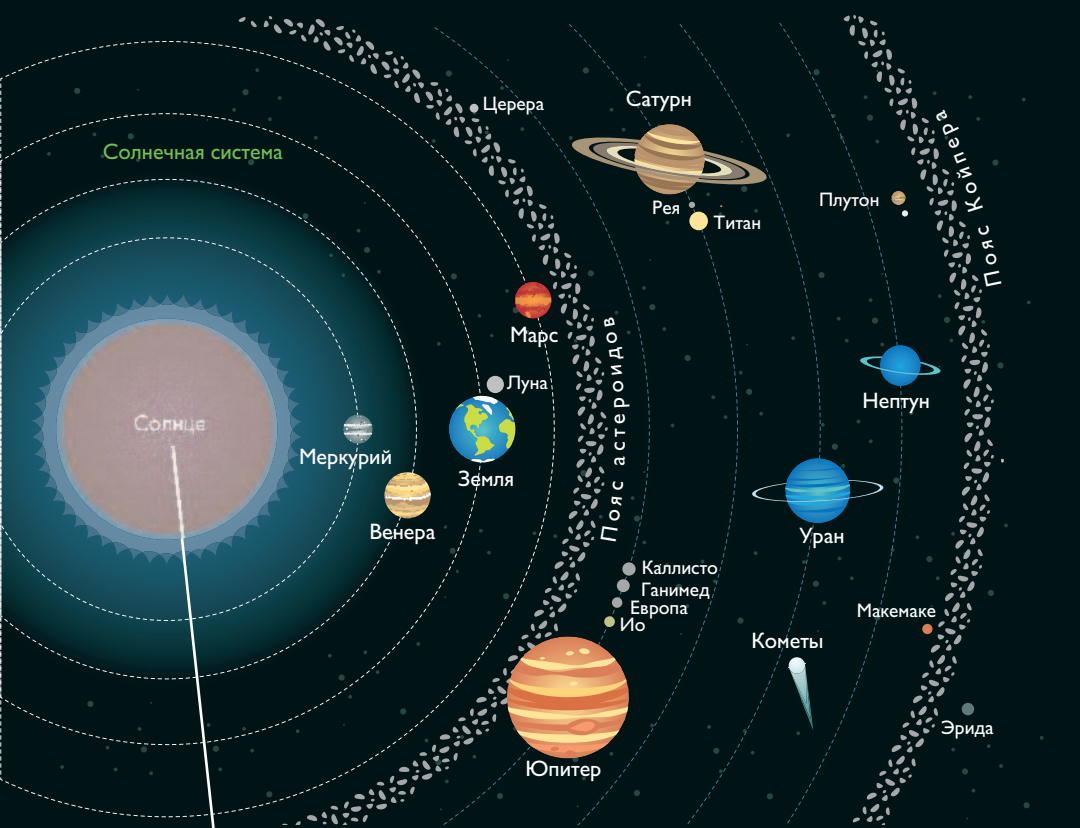 Церера
Сатурн
Солнечная система
Рея
Титан
Плутон
Пояс Койпера
Марс
Луна
Пояс астероидов
Солнце
Меркурий
Земля
Венера
Нептун
Уран
Каллисто
Ганимед
Европа
Ио
Макемаке
Кометы
Эрида
Юпитер